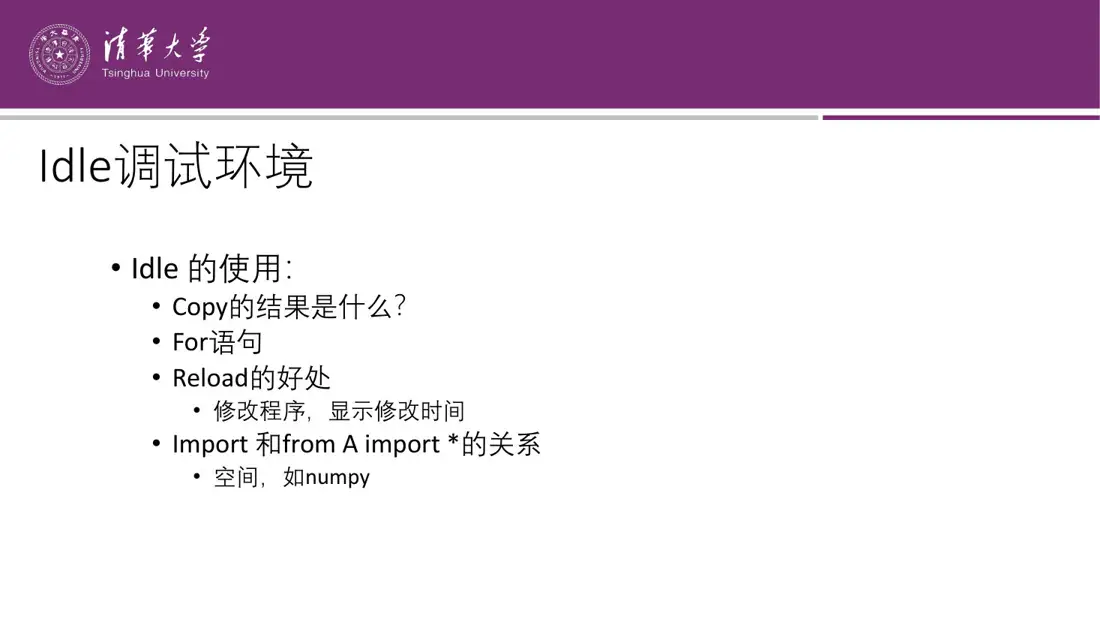 清华大学
Tsinghua University
Idle调试环境
• Idle 的使用：
• Copy的结果是什么？
• For语句
• Reload的好处
• 修改程序，显示修改时间
• Import 和from A import *的关系
• 空间，如numpy